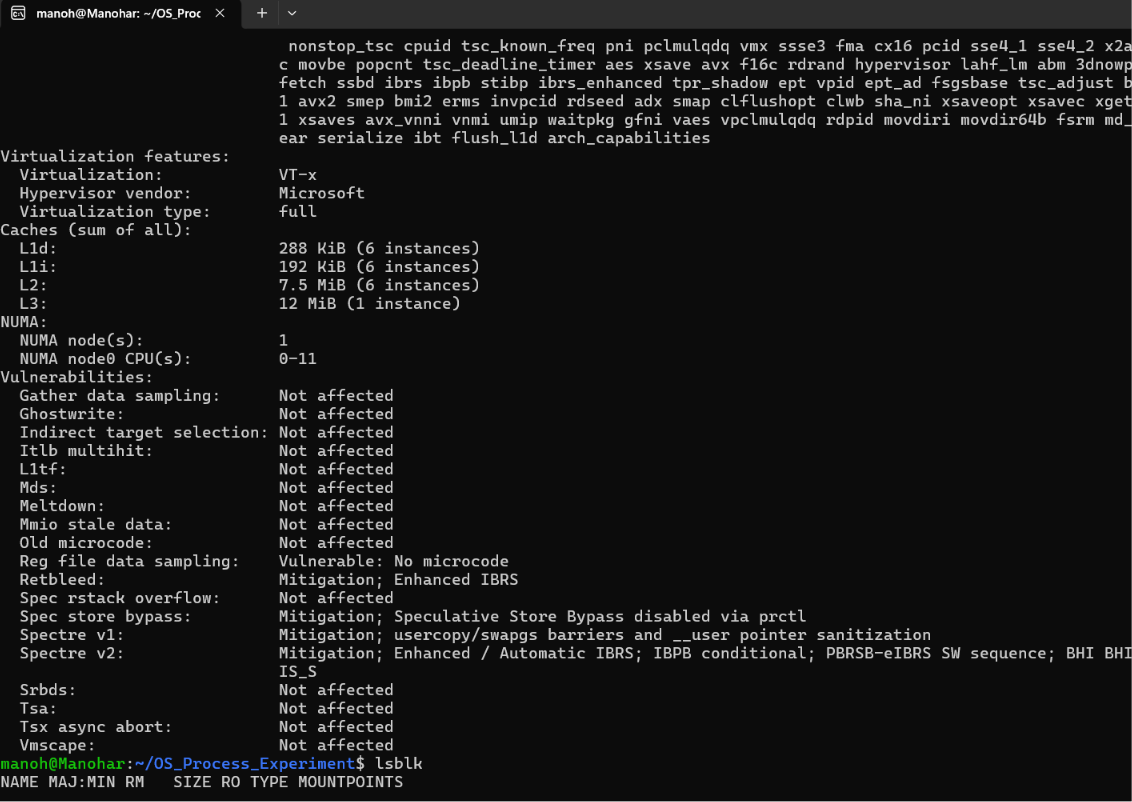 manoh@Manohar: ~/OS_Proc
nonstop_tsc cpuid tsc_known_freq pni pclmulqdq vmx ssse3 fma cx16 pcid sse4_1 sse4_2 x2a
c movbe popcnt tsc_deadline_timer aes xsave avx f16c rdrand hypervisor lahf_lm abm 3dnowp
fetch ssbd ibrs ibpb stibp ibrs_enhanced tpr_shadow ept vpid ept_ad fsgsbase tsc_adjust b
1 avx2 smep bmi2 erms invpcid rdseed adx smap clflushopt clwb sha_ni xsaveopt xsavec xget
1 xsaves avx_vnni vnmi umip waitpkg gfni vaes vpclmulqdq rdpid movdiri movdir64b fsrm md_
ear serialize ibt flush_l1d arch_capabilities
Virtualization features:
Virtualization: VT-x
Hypervisor vendor: Microsoft
Virtualization type: full
Caches (sum of all):
L1d: 288 KiB (6 instances)
L1i: 192 KiB (6 instances)
L2: 7.5 MiB (6 instances)
L3: 12 MiB (1 instance)
NUMA:
NUMA node(s): 1
NUMA node0 CPU(s): 0-11
Vulnerabilities:
Gather data sampling: Not affected
Ghostwrite: Not affected
Indirect target selection: Not affected
Itlb multihit: Not affected
L1tf: Not affected
Mds: Not affected
Meltdown: Not affected
Mmio stale data: Not affected
Old microcode: Not affected
Reg file data sampling: Vulnerable: No microcode
Retbleed: Mitigation; Enhanced IBRS
Spec rstack overflow: Not affected
Spec store bypass: Mitigation; Speculative Store Bypass disabled via prctl
Spectre v1: Mitigation; usercopy/swapgs barriers and __user pointer sanitization
Spectre v2: Mitigation; Enhanced / Automatic IBRS; IBPB conditional; PBRSB-eIBRS SW sequence; BHI BHI
IS_S
Srbds: Not affected
Tsa: Not affected
Tsx async abort: Not affected
Vmscape: Not affected
manoh@Manohar:~/OS_Process_Experiment$ lsblk
NAME MAJ:MIN RM SIZE RO TYPE MOUNTPOINTS